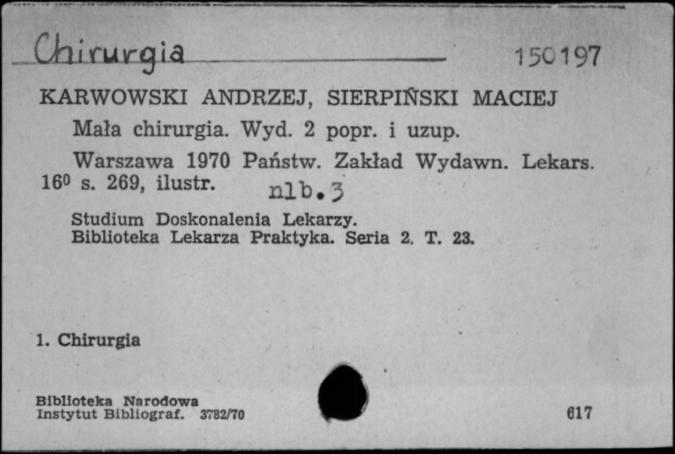 Chirurgia 150197
KARWOWSKI ANDRZEJ, SIERPIŃSKI MACIEJ
Mała chirurgia. Wyd. 2 popr. i uzup.
Warszawa 1970 Państw. Zakład Wydawn. Lekars.
16⁰ s. 269, ilustr. nlb. 3
Studium Doskonalenia Lekarzy.
Biblioteka Lekarza Praktyka. Seria 2. T. 23.
1. Chirurgia
Biblioteka Narodowa
Instytut Bibliograf. 3782/70 617